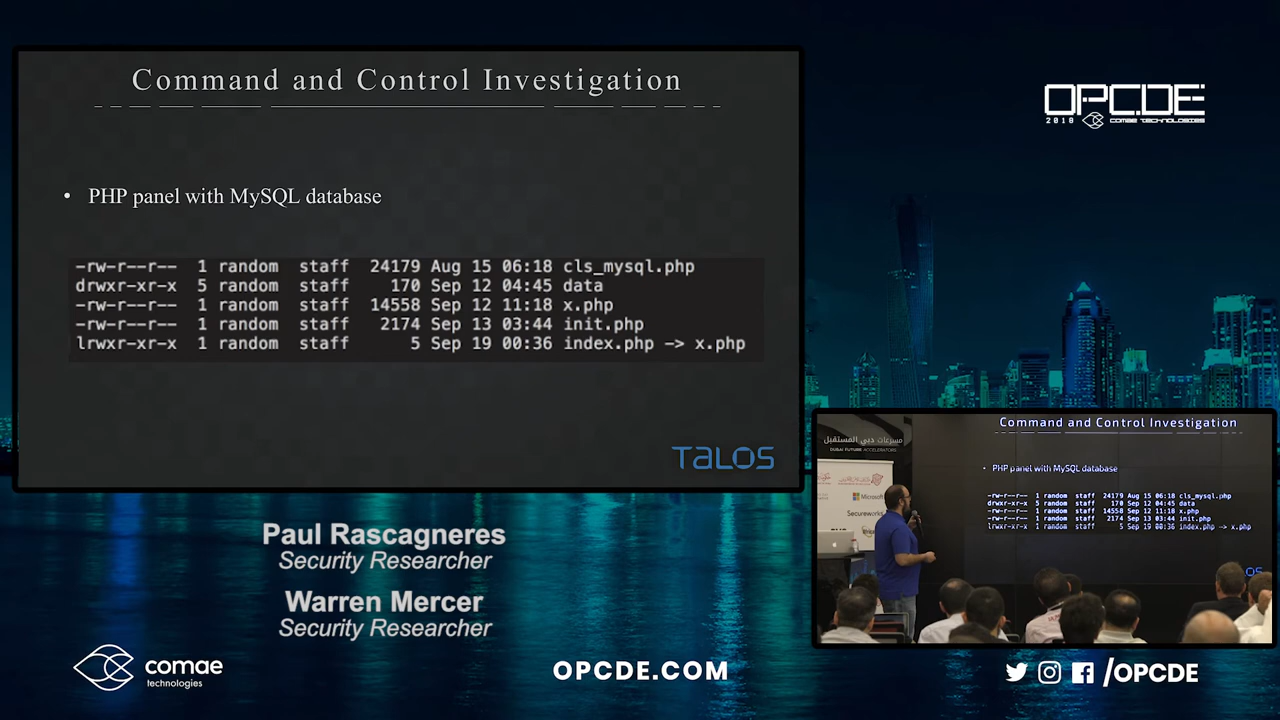 Command and Control Investigation
• PHP panel with MySQL database
-rw-r--r-- 1 random staff 24179 Aug 15 06:18 cls_mysql.php
drwxr-xr-x 5 random staff 170 Sep 12 04:45 data
-rw-r--r-- 1 random staff 14558 Sep 12 11:18 x.php
-rw-r--r-- 1 random staff 2174 Sep 13 03:44 init.php
lrwxr-xr-x 1 random staff 5 Sep 19 00:36 index.php -> x.php
TALOS
OPCDE
2018 COMAE TECHNOLOGIES
مسرعات دبي المستقبل
DUBAI FUTURE ACCELERATORS
Microsoft
Secureworks
Command and Control Investigation
• PHP panel with MySQL database
-rw-r--r-- 1 random staff 24179 Aug 15 06:18 cls_mysql.php
drwxr-xr-x 5 random staff 170 Sep 12 04:45 data
-rw-r--r-- 1 random staff 14558 Sep 12 11:18 x.php
-rw-r--r-- 1 random staff 2174 Sep 13 03:44 init.php
lrwxr-xr-x 1 random staff 5 Sep 19 00:36 index.php -> x.php
OS
Paul Rascagneres
Security Researcher
Warren Mercer
Security Researcher
comae
technologies
OPCDE.COM
/OPCDE